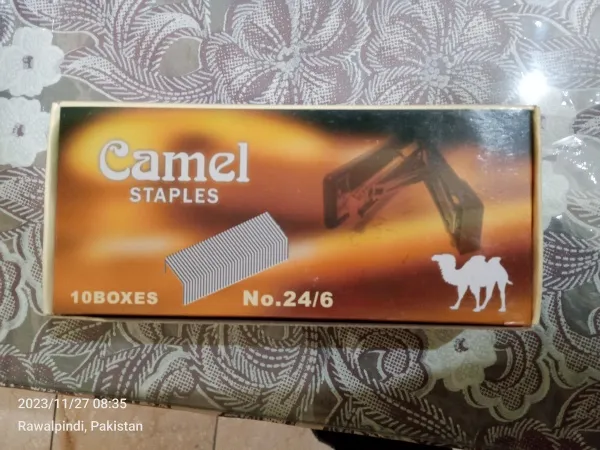 Camel
STAPLES
10BOXES
No.24/6
2023/11/27 08:35
Rawalpindi, Pakistan